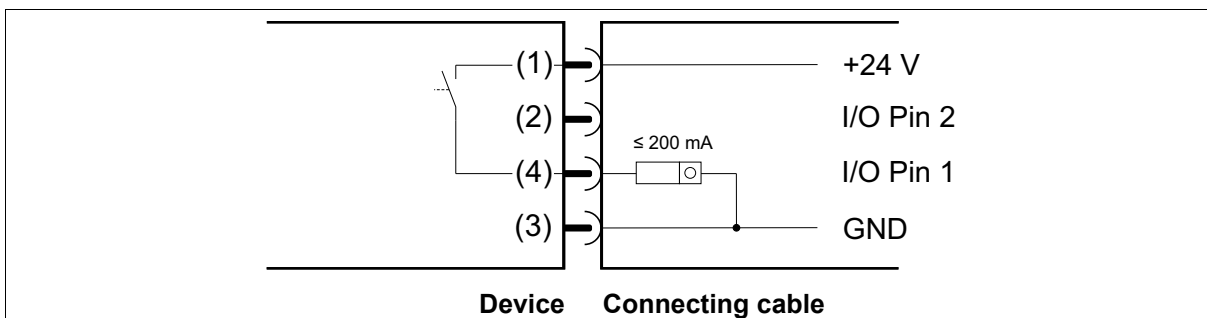 (1) +24 V
(2) I/O Pin 2
≤ 200 mA
(4) I/O Pin 1
(3) GND
Device Connecting cable